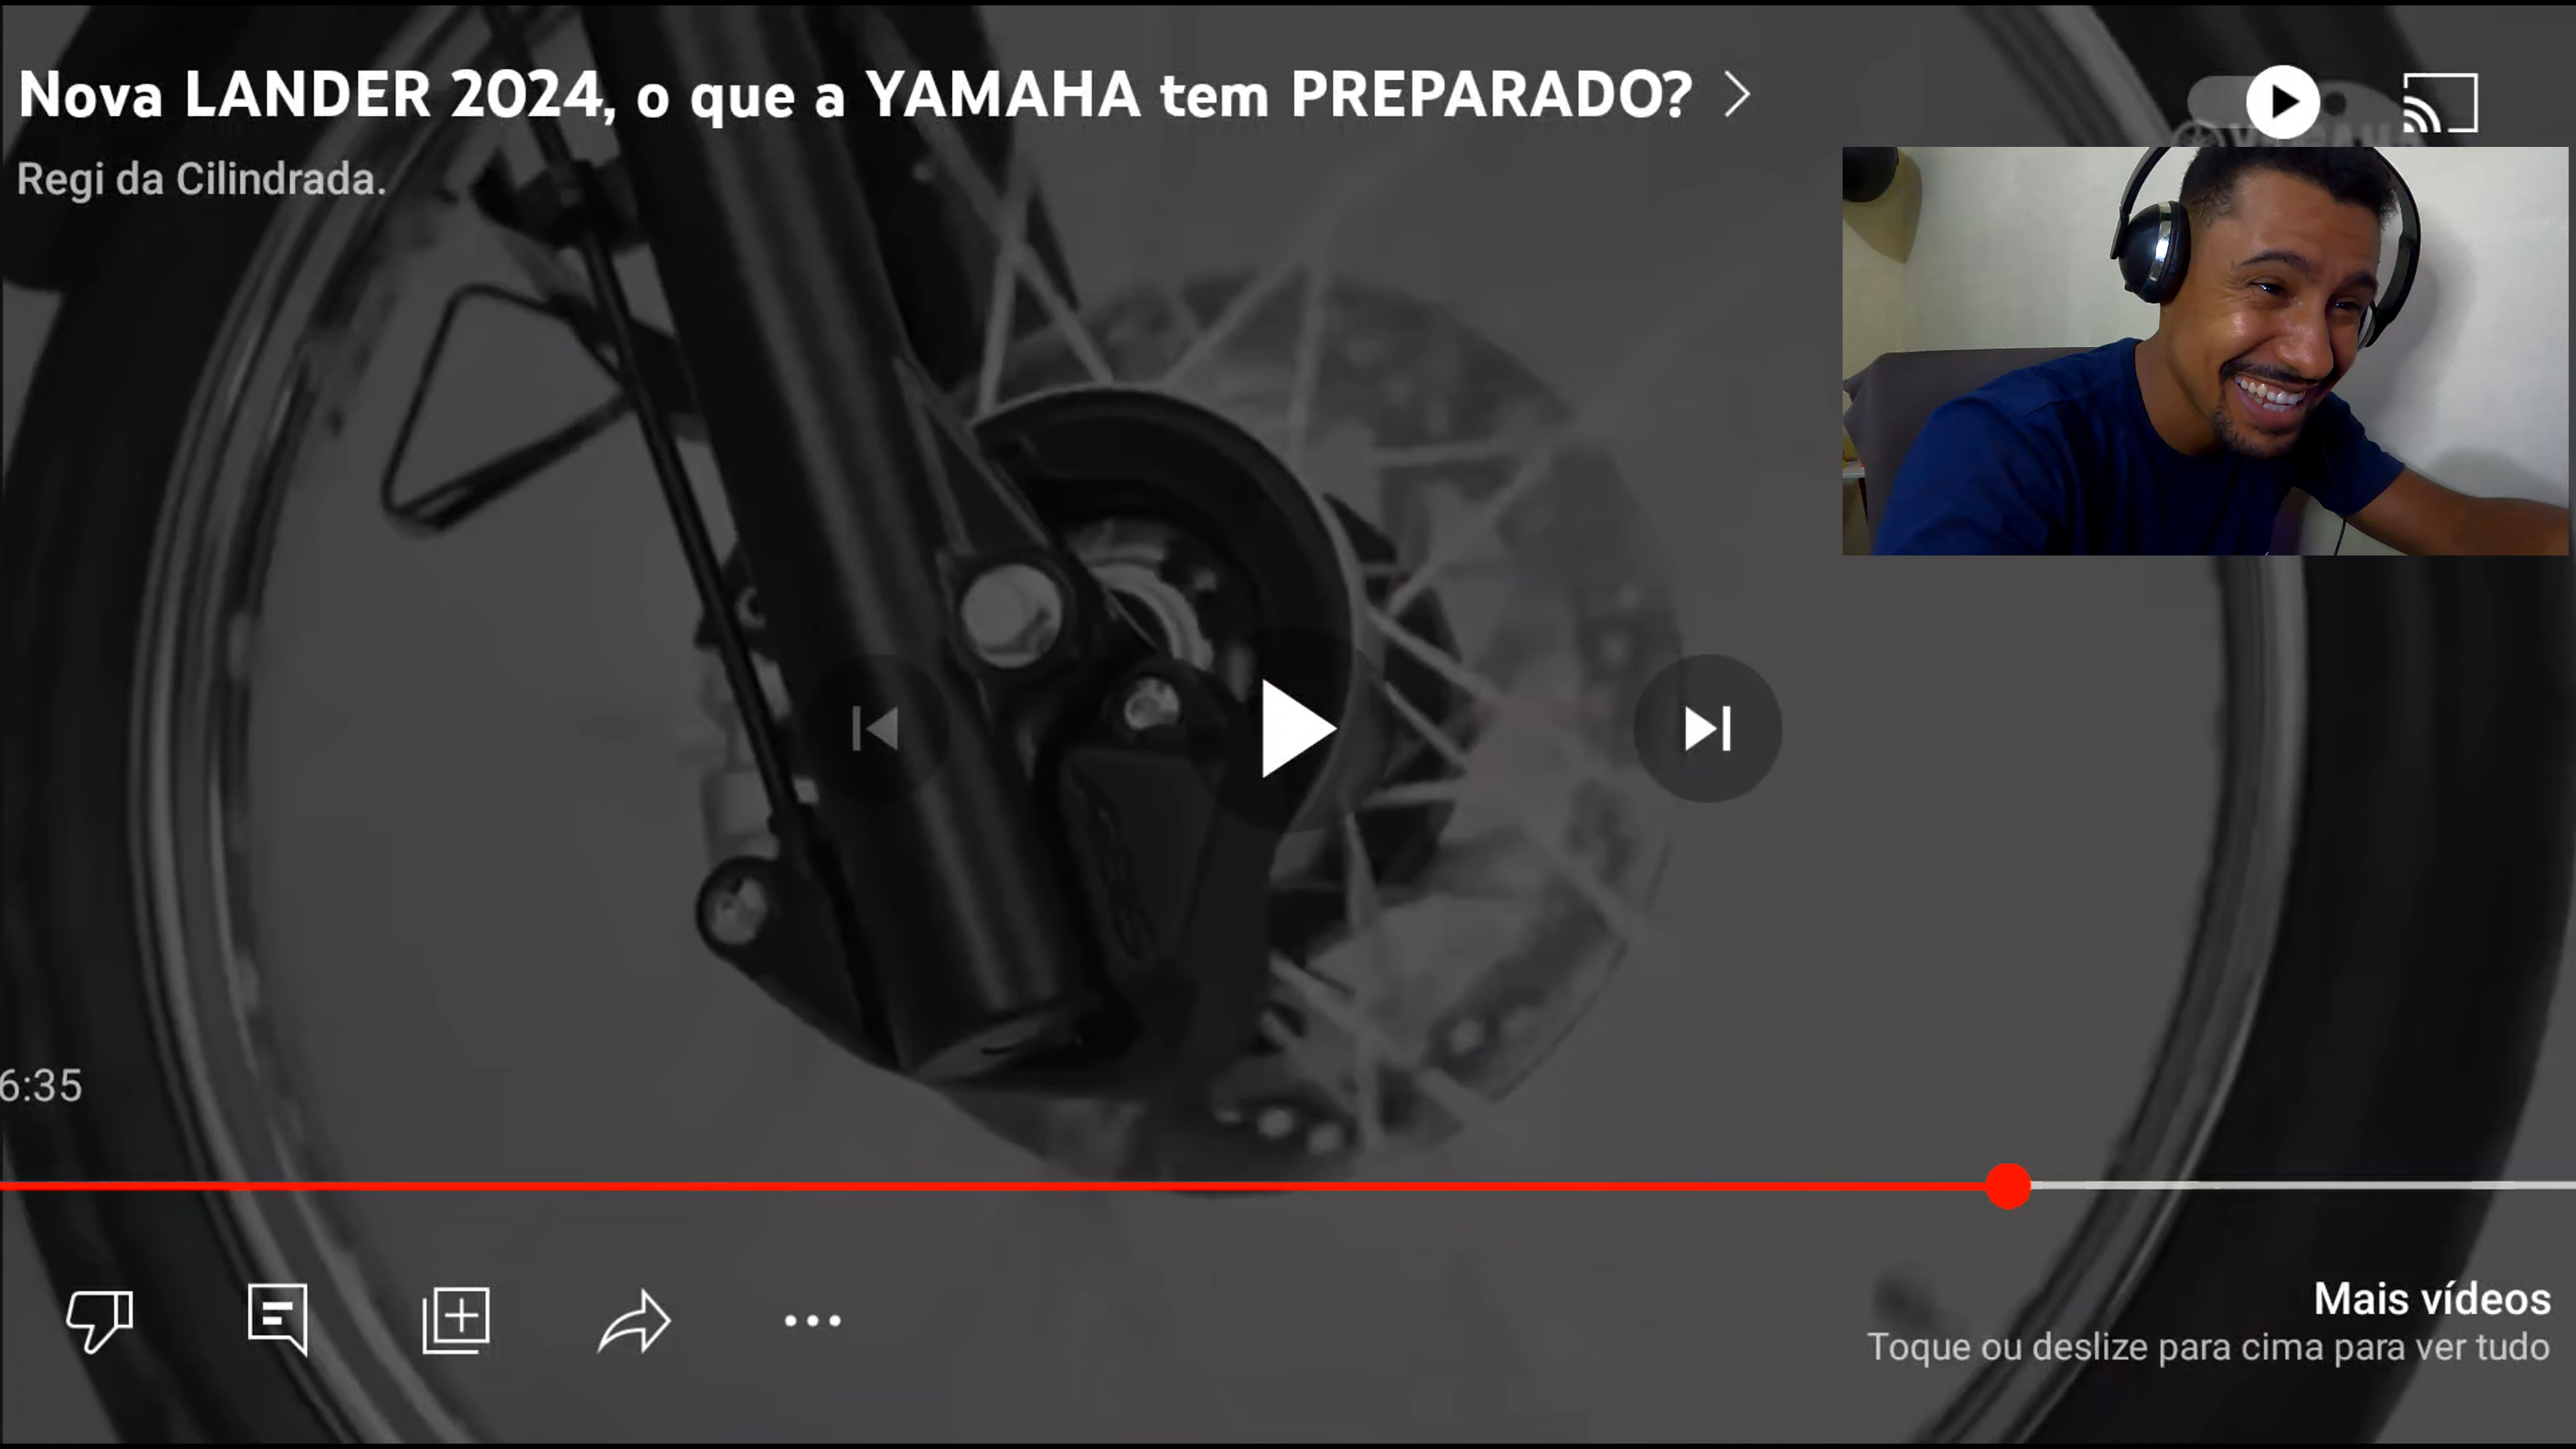 Nova LANDER 2024, o que a YAMAHA tem PREPARADO?
Regi da Cilindrada.
6:35
Mais vídeos
Toque ou deslize para cima para ver tudo